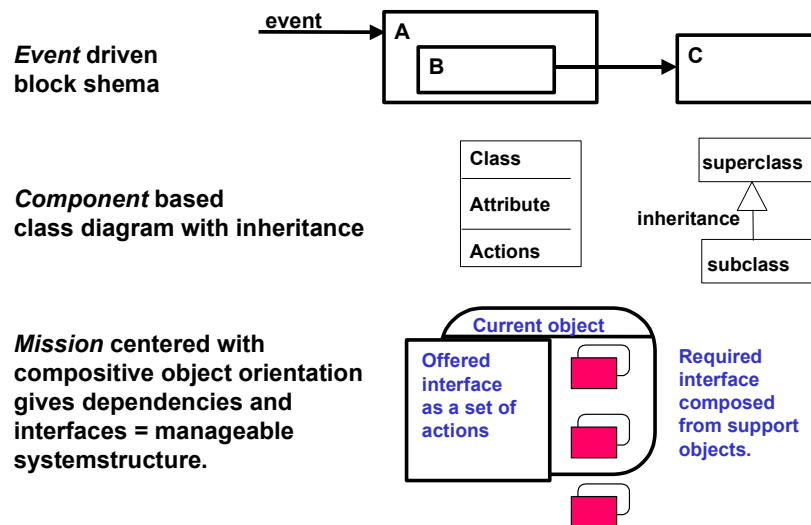 Event driven
block shema
event
A
B
C
Component based
class diagram with inheritance
Class
Attribute
Actions
superclass
inheritance
subclass
Mission centered with
compositive object orientation
gives dependencies and
interfaces = manageable
systemstructure.
Current object
Offered
interface
as a set of
actions
Required
interface
composed
from support
objects.